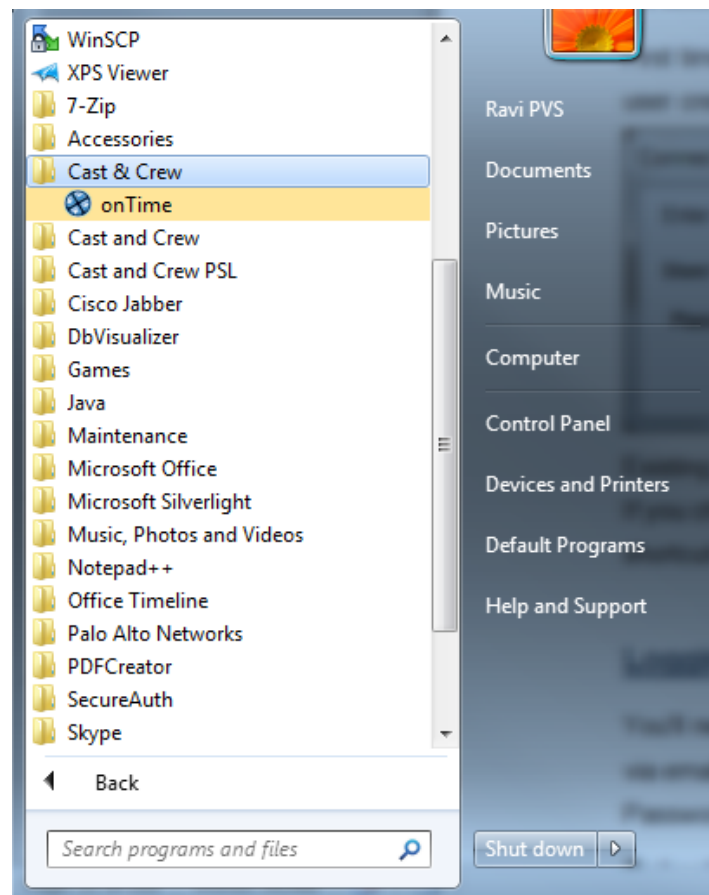 WinSCP
XPS Viewer
7-Zip
Accessories
Cast & Crew
onTime
Cast and Crew
Cast and Crew PSL
Cisco Jabber
DbVisualizer
Games
Java
Maintenance
Microsoft Office
Microsoft Silverlight
Music, Photos and Videos
Notepad++
Office Timeline
Palo Alto Networks
PDFCreator
SecureAuth
Skype
Back
Search programs and files
Ravi PVS
Documents
Pictures
Music
Computer
Control Panel
Devices and Printers
Default Programs
Help and Support
Shut down